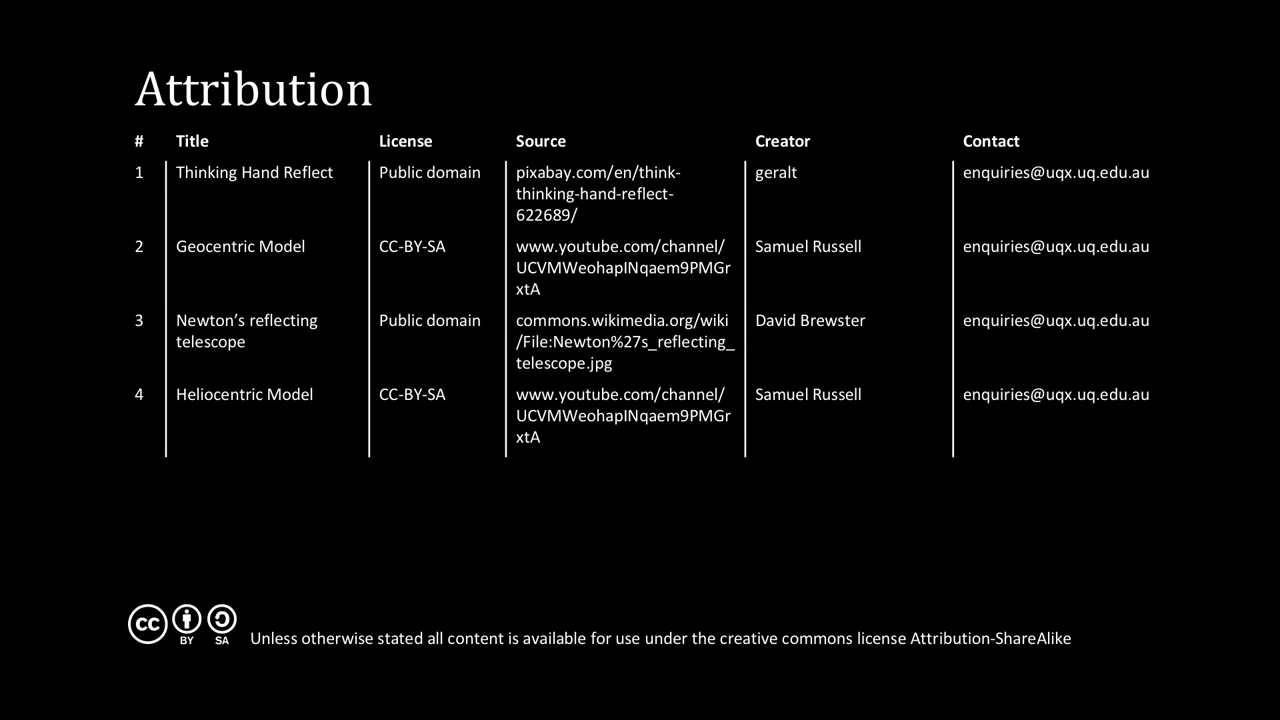 Attribution
# Title License Source Creator Contact
1 Thinking Hand Reflect Public domain pixabay.com/en/think- geralt enquiries@uqx.uq.edu.au
thinking-hand-reflect-
622689/
2 Geocentric Model CC-BY-SA www.youtube.com/channel/ Samuel Russell enquiries@uqx.uq.edu.au
UCVMWeohapINqaem9PMGr
xtA
3 Newton’s reflecting Public domain commons.wikimedia.org/wiki David Brewster enquiries@uqx.uq.edu.au
telescope /File:Newton%27s_reflecting_
telescope.jpg
4 Heliocentric Model CC-BY-SA www.youtube.com/channel/ Samuel Russell enquiries@uqx.uq.edu.au
UCVMWeohapINqaem9PMGr
xtA
cc BY SA Unless otherwise stated all content is available for use under the creative commons license Attribution-ShareAlike